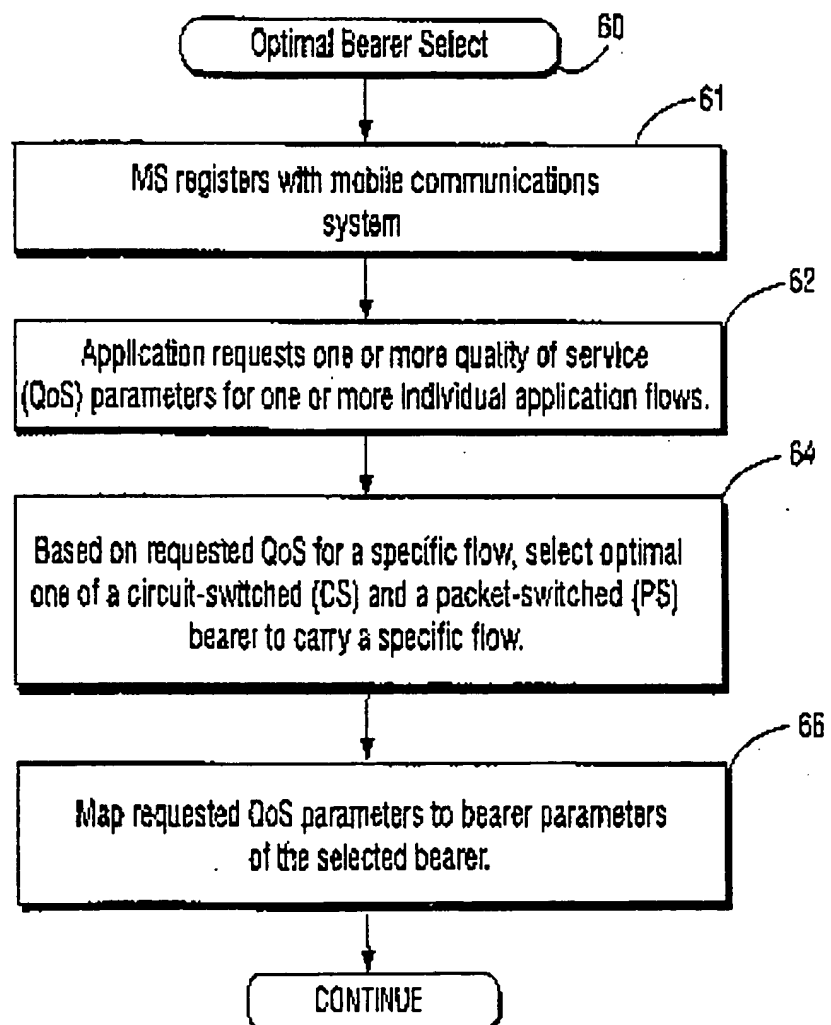 Optimal Bearer Select
60
61
MS registers with mobile communications
system
62
Application requests one or more quality of service
(QoS) parameters for one or more individual application flows.
64
Based on requested QoS for a specific flow, select optimal
one of a circuit-switched (CS) and a packet-switched (PS)
bearer to carry a specific flow.
66
Map requested QoS parameters to bearer parameters
of the selected bearer.
CONTINUE